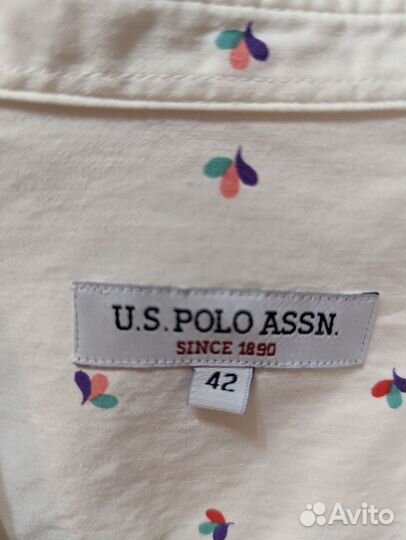 U.S. POLO ASSN.
SINCE 1890
42
Avito